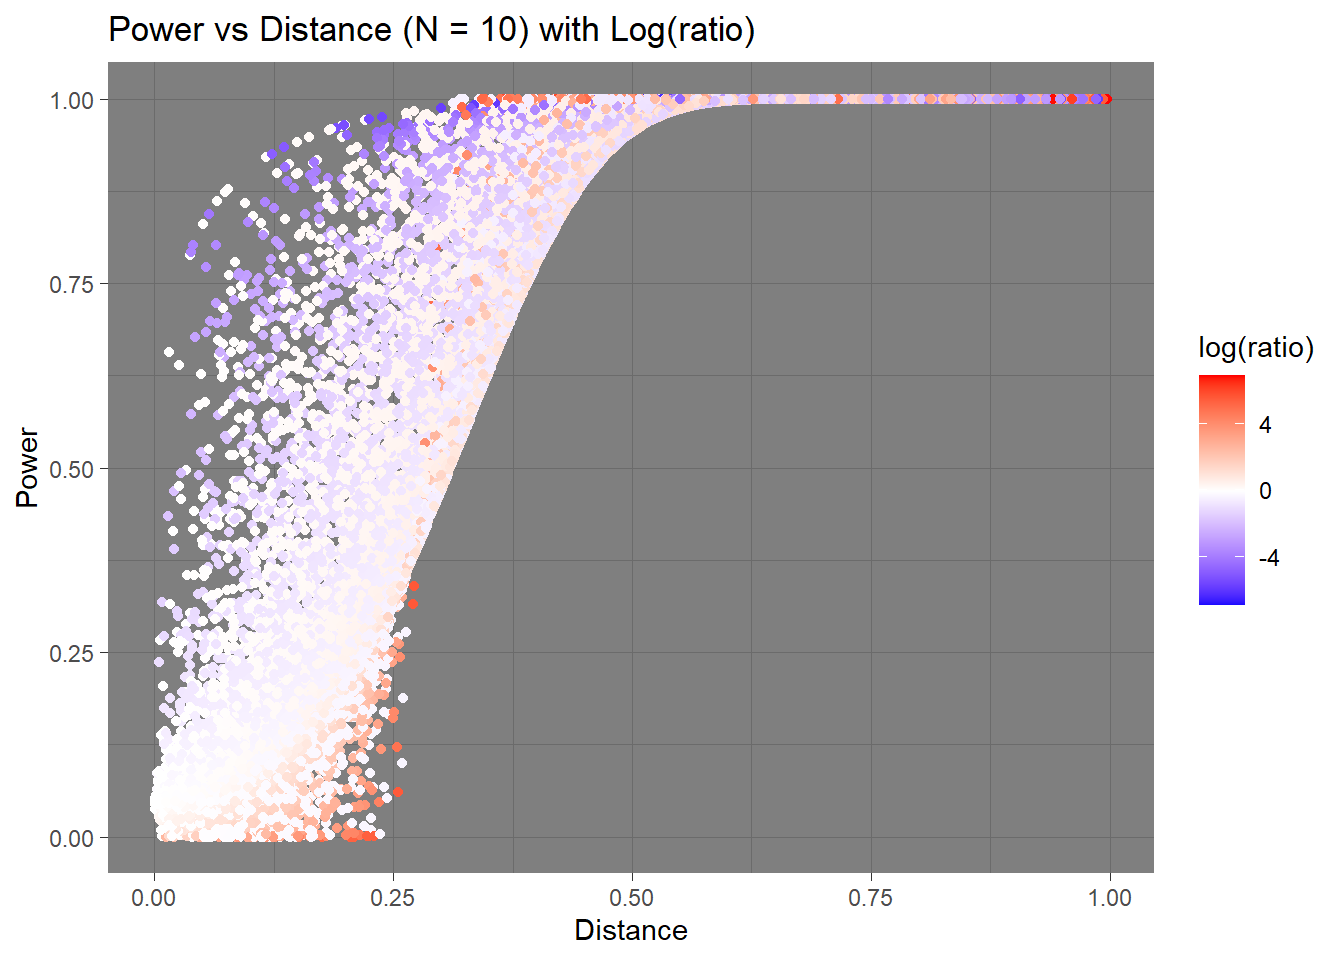 Power vs Distance (N = 10) with Log(ratio)
1.00
0.75
0.50
0.25
0.00
Power
0.00 0.25 0.50 0.75 1.00
Distance
log(ratio)
4
0
-4